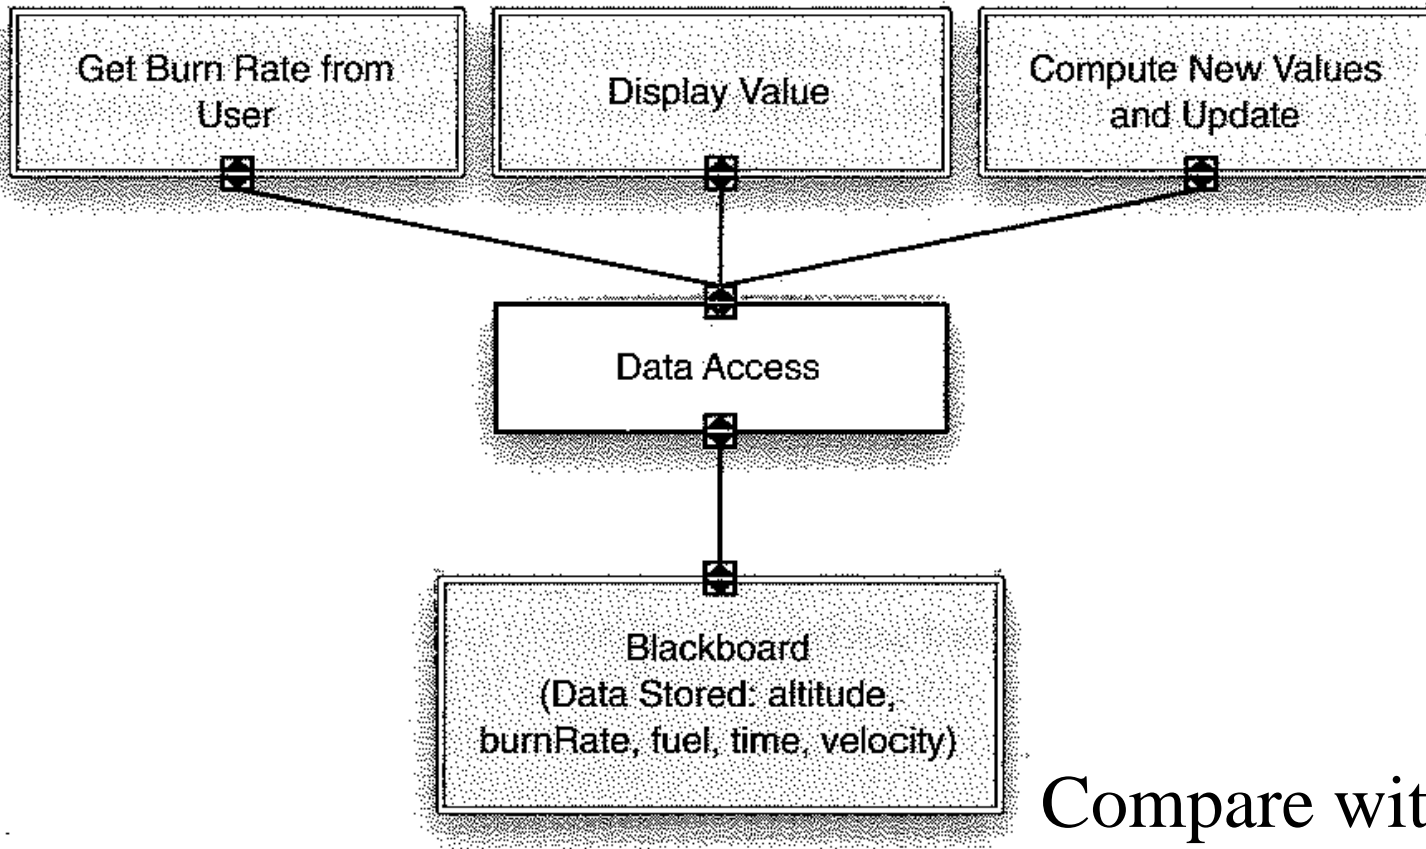 Get Burn Rate from
User
Display Value
Compute New Values
and Update
Data Access
Blackboard
(Data Stored: altitude,
burnRate, fuel, time, velocity)
Compare wit